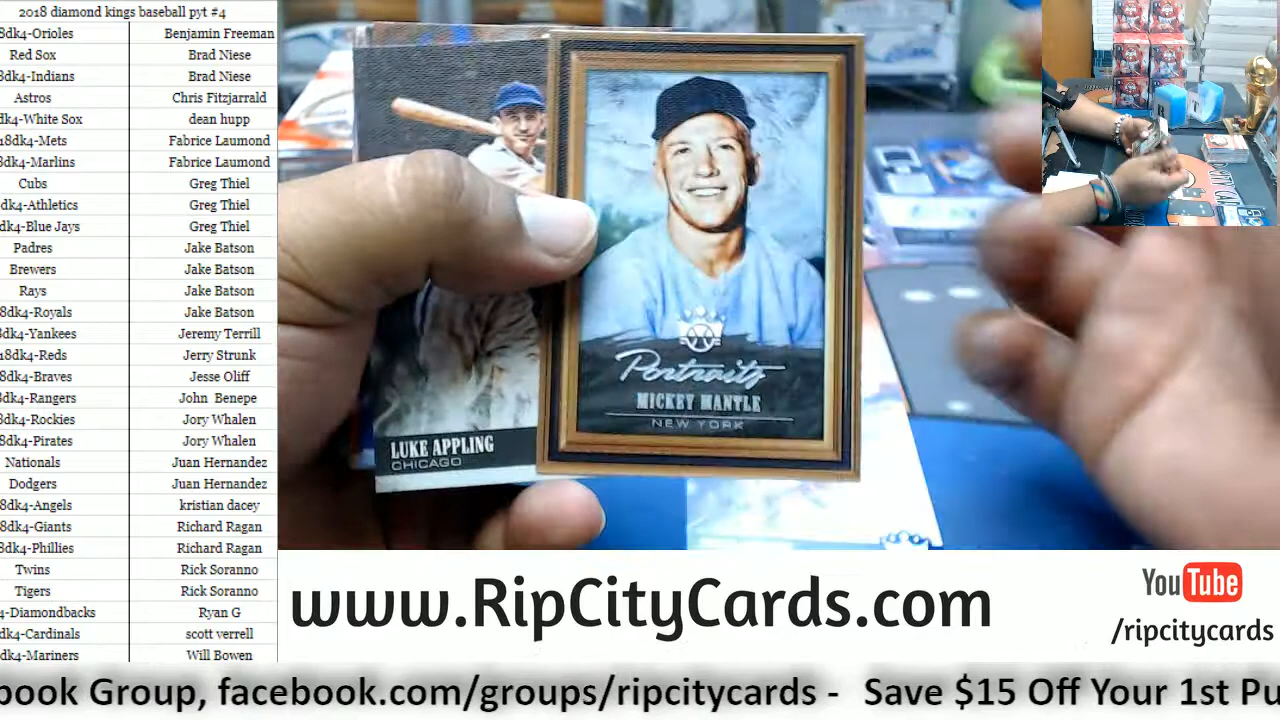 2018 diamond kings baseball pyt #4
8dk4-Orioles Benjamin Freeman
Red Sox Brad Niese
8dk4-Indians Brad Niese
Astros Chris Fitzjarrald
dk4-White Sox dean hupp
18dk4-Mets Fabrice Laumond
8dk4-Marlins Fabrice Laumond
Cubs Greg Thiel
dk4-Athletics Greg Thiel
dk4-Blue Jays Greg Thiel
Padres Jake Batson
Brewers Jake Batson
Rays Jake Batson
8dk4-Royals Jake Batson
8dk4-Yankees Jeremy Terrill
18dk4-Reds Jerry Strunk
8dk4-Braves Jesse Oliff
8dk4-Rangers John Benepe
8dk4-Rockies Jory Whalen
8dk4-Pirates Jory Whalen
Nationals Juan Hernandez
Dodgers Juan Hernandez
8dk4-Angels kristian dacey
8dk4-Giants Richard Ragan
8dk4-Phillies Richard Ragan
Twins Rick Soranno
Tigers Rick Soranno
4-Diamondbacks Ryan G
dk4-Cardinals scott verrell
dk4-Mariners Will Bowen
LUKE APPLING
CHICAGO
Portraits
MICKEY MANTLE
NEW YORK
www.RipCityCards.com
YouTube
/ripcitycards
book Group, facebook.com/groups/ripcitycards - Save $15 Off Your 1st Pu